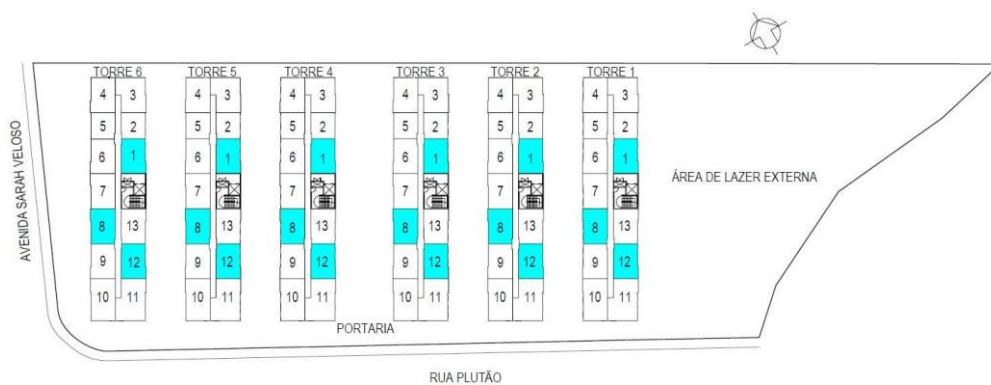 TORRE 6 TORRE 5 TORRE 4 TORRE 3 TORRE 2 TORRE 1
4 3 4 3 4 3 4 3 4 3 4 3
5 2 5 2 5 2 5 2 5 2 5 2
6 1 6 1 6 1 6 1 6 1 6 1
7 7 7 7 7 7
ÁREA DE LAZER EXTERNA
AVENIDA SARAH VELOSO
8 13 8 13 8 13 8 13 8 13 8 13
9 12 9 12 9 12 9 12 9 12 9 12
10 11 10 11 10 11 10 11 10 11 10 11
PORTARIA
RUA PLUTÃO